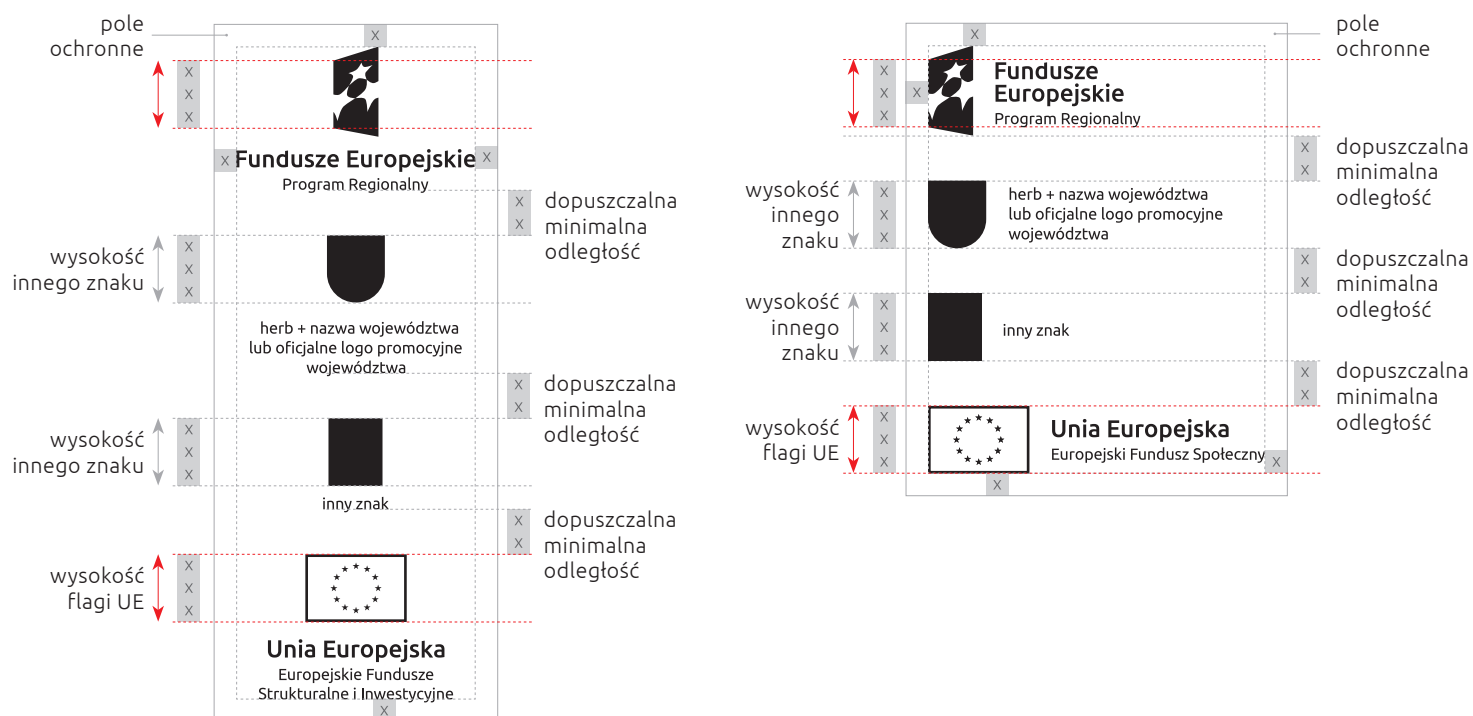 pole
ochronne
X
X
X
X
X
Fundusze Europejskie
X
Program Regionalny
X
X
dopuszczalna
minimalna
odległość
wysokość
innego znaku
X
X
X
herb + nazwa województwa
lub oficjalne logo promocyjne
województwa
X
X
dopuszczalna
minimalna
odległość
wysokość
innego znaku
X
X
X
inny znak
X
X
dopuszczalna
minimalna
odległość
wysokość
flagi UE
X
X
X
Unia Europejska
Europejskie Fundusze
Strukturalne i Inwestycyjne
X
pole
ochronne
X
X
X
X
X
Fundusze
Europejskie
Program Regionalny
X
X
dopuszczalna
minimalna
odległość
wysokość
innego
znaku
X
X
X
herb + nazwa województwa
lub oficjalne logo promocyjne
województwa
X
X
dopuszczalna
minimalna
odległość
wysokość
innego
znaku
X
X
X
inny znak
X
X
dopuszczalna
minimalna
odległość
wysokość
flagi UE
X
X
X
Unia Europejska
Europejski Fundusz Społeczny
X
X